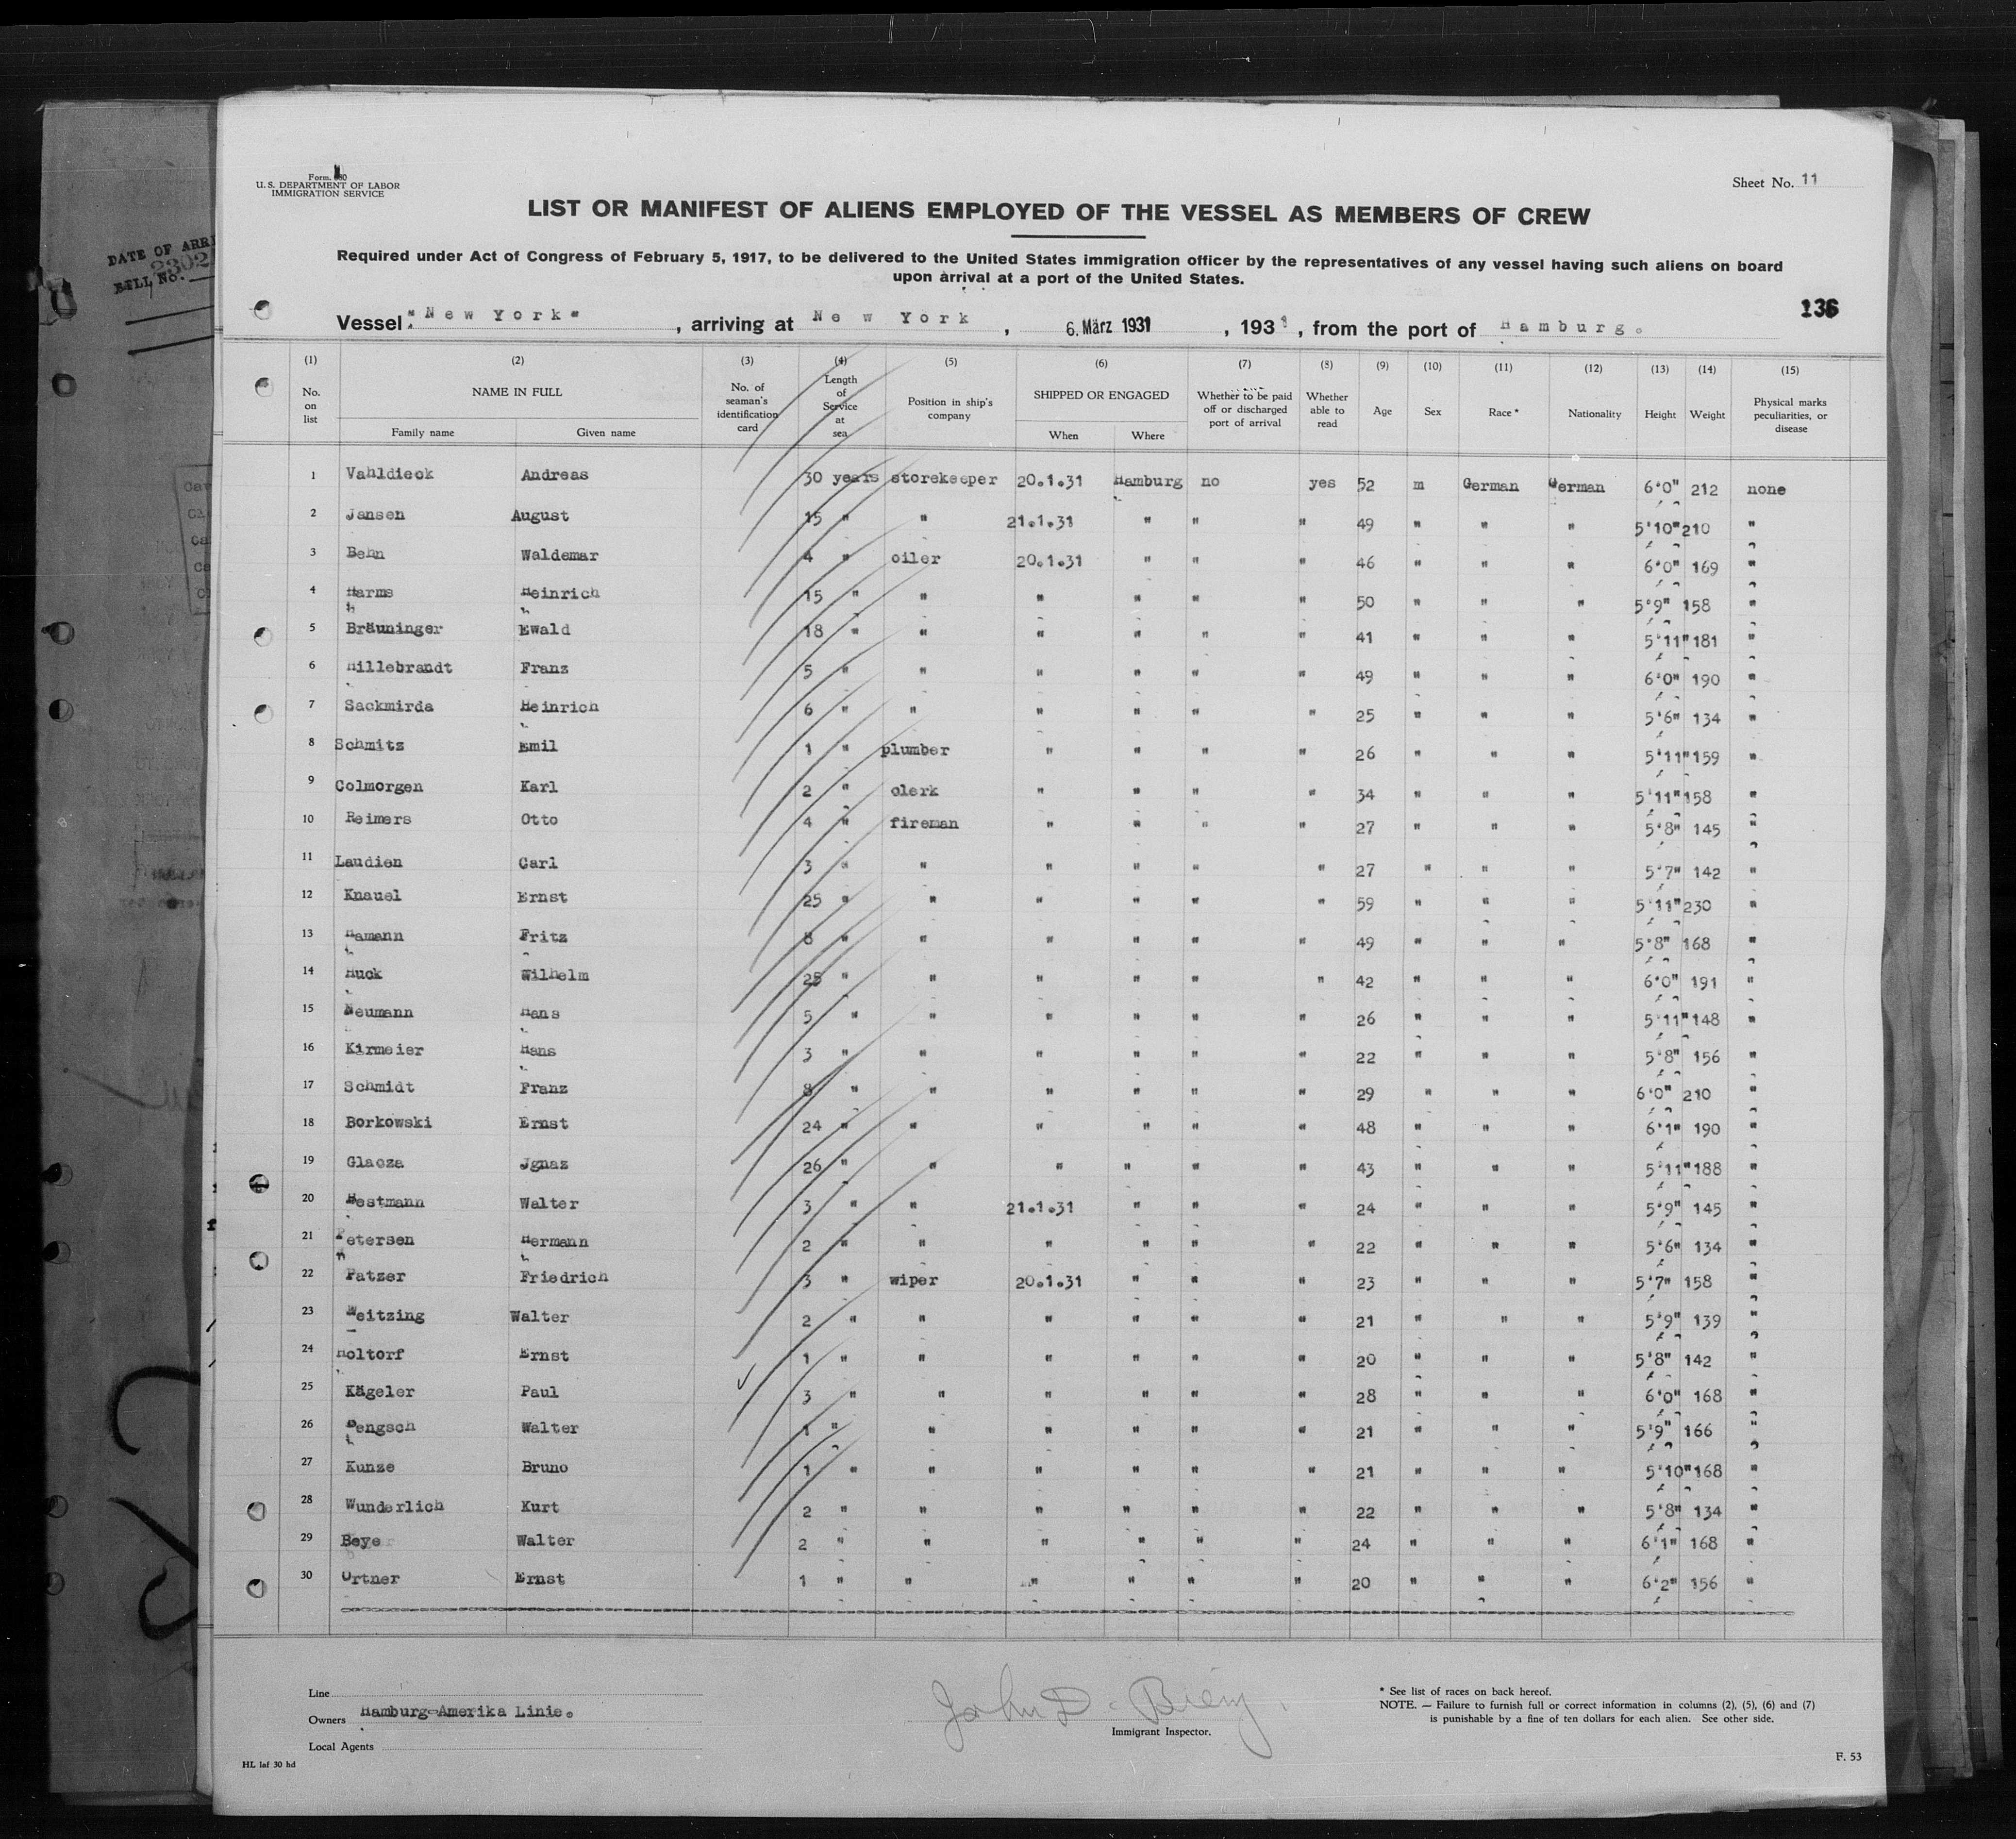 Form.
U. S. DEPARTMENT OF LABOR
IMMIGRATION SERVICE
Sheet No. 11
LIST OR MANIFEST OF ALIENS EMPLOYED OF THE VESSEL AS MEMBERS OF CREW
Required under Act of Congress of February 5, 1917, to be delivered to the United States immigration officer by the representatives of any vessel having such aliens on board
upon arrival at a port of the United States.
DATE OF ARRI
2302
BILL No.
136
Vessel "New York" , arriving at New York , 6. März 1931 , 193 , from the port of Hamburg.
(1) (2) (3) (4) (5) (6) (7) (8) (9) (10) (11) (12) (13) (14) (15)
No. on list NAME IN FULL Family name Given name No. of seaman's identification card Length of Service at sea Position in ship's company SHIPPED OR ENGAGED When Where Whether to be paid off or discharged port of arrival Whether able to read Age Sex Race * Nationality Height Weight Physical marks peculiarities, or disease
1 Vahldieck Andreas 30 years storekeeper 20.1.31 Hamburg no yes 52 m German German 6'0" 212 none
2 Jansen August 15 " " 21.1.31 " " " 49 " " " 5'10" 210 "
3 Behn Waldemar 4 " oiler 20.1.31 " " " 46 " " " 6'0" 169 "
4 Harms Heinrich 15 " " " " " " 50 " " " 5'9" 158 "
5 Bräuninger Ewald 18 " " " " " " 41 " " " 5'11" 181 "
6 Hillebrandt Franz 5 " " " " " " 49 " " " 6'0" 190 "
7 Sackmirda Heinrich 6 " " " " " " 25 " " " 5'6" 134 "
8 Schmitz Emil 1 " plumber " " " " 26 " " " 5'11" 159 "
9 Colmorgen Karl 2 " clerk " " " " 34 " " " 5'11" 158 "
10 Reimers Otto 4 " fireman " " " " 27 " " " 5'8" 145 "
11 Laudien Carl 3 " " " " " " 27 " " " 5'7" 142 "
12 Knauel Ernst 25 " " " " " " 59 " " " 5'11" 230 "
13 Hamann Fritz 8 " " " " " " 49 " " " 5'8" 168 "
14 Huck Wilhelm 25 " " " " " " 42 " " " 6'0" 191 "
15 Neumann Hans 5 " " " " " " 26 " " " 5'11" 148 "
16 Kirmeier Hans 3 " " " " " " 22 " " " 5'8" 156 "
17 Schmidt Franz 8 " " " " " " 29 " " " 6'0" 210 "
18 Borkowski Ernst 24 " " " " " " 48 " " " 6'1" 190 "
19 Glacza Jgnaz 26 " " " " " " 43 " " " 5'11" 188 "
20 Walter 3 " " 21.1.31 " " " 24 " " " 5'9" 145 "
21 Petersen Hermann 2 " " " " " " 22 " " " 5'6" 134 "
22 Patzer Friedrich 3 " wiper 20.1.31 " " " 23 " " " 5'7" 158 "
23 Walter 2 " " " " " " 21 " " " 5'9" 139 "
24 Holtorf Ernst 1 " " " " " " 20 " " " 5'8" 142 "
25 Kägeler Paul 3 " " " " " " 28 " " " 6'0" 168 "
26 Walter 1 " " " " " " 21 " " " 5'9" 166 "
27 Kunze Bruno 1 " " " " " " 21 " " " 5'10" 168 "
28 Wunderlich Kurt 2 " " " " " " 22 " " " 5'8" 134 "
29 Beyer Walter 2 " " " " " " 24 " " " 6'1" 168 "
30 Ortner Ernst 1 " " " " " " 20 " " " 6'2" 156 "
Line
Owners Hamburg-Amerika Linie.
Local Agents
John D.
Immigrant Inspector.
* See list of races on back hereof.
NOTE. — Failure to furnish full or correct information in columns (2), (5), (6) and (7)
is punishable by a fine of ten dollars for each alien. See other side.
HL laf 30 hd
F. 53